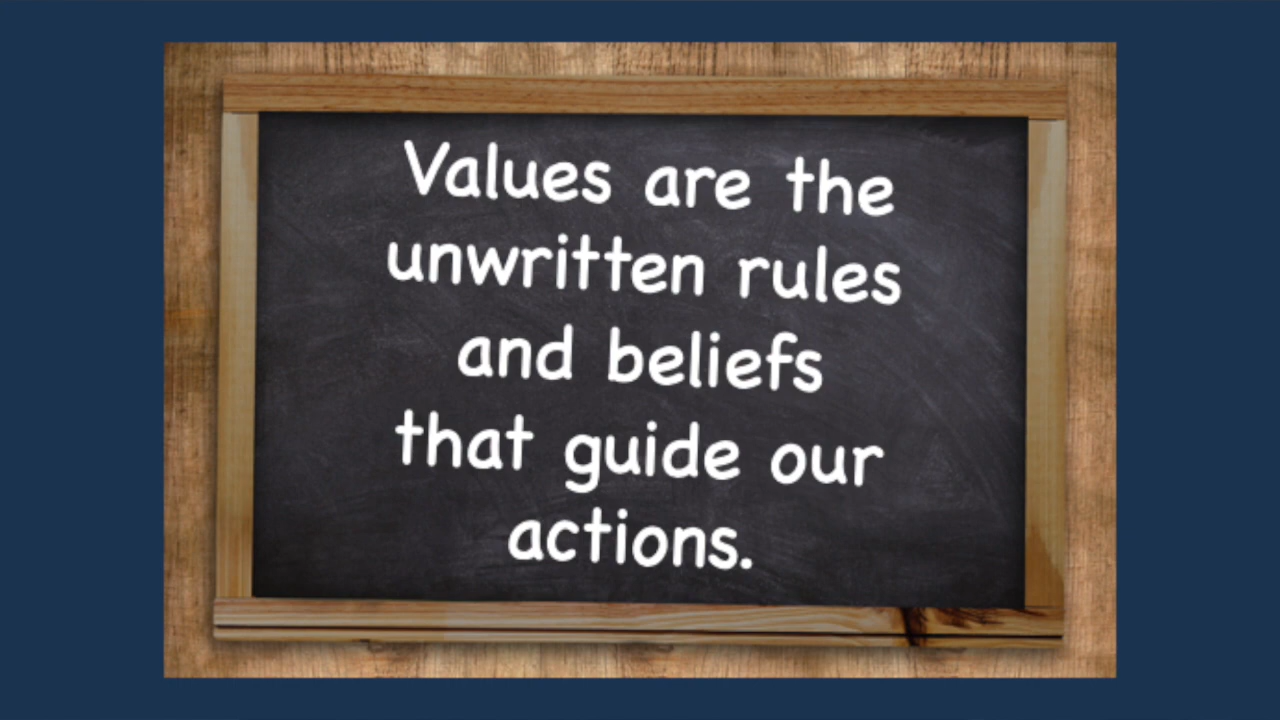 Values are the
unwritten rules
and beliefs
that guide our
actions.